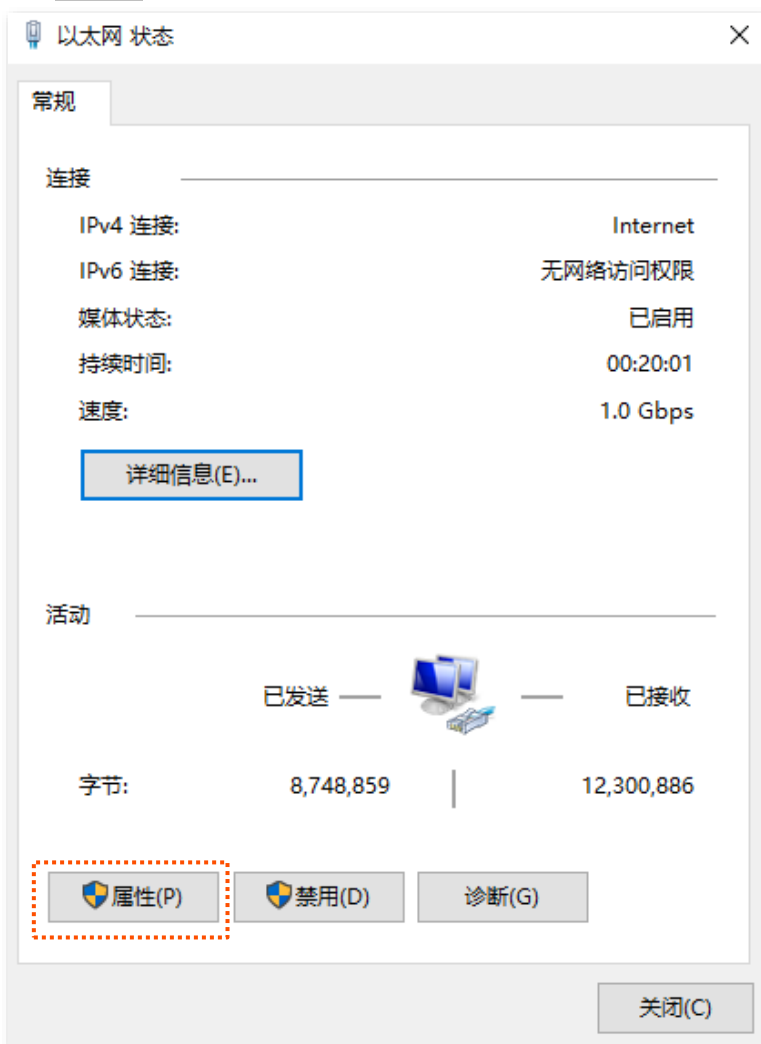 以太网 状态
常规
连接
IPv4 连接: Internet
IPv6 连接: 无网络访问权限
媒体状态: 已启用
持续时间: 00:20:01
速度: 1.0 Gbps
详细信息(E)...
活动
已发送 — — 已接收
字节: 8,748,859 12,300,886
属性(P) 禁用(D) 诊断(G)
关闭(C)